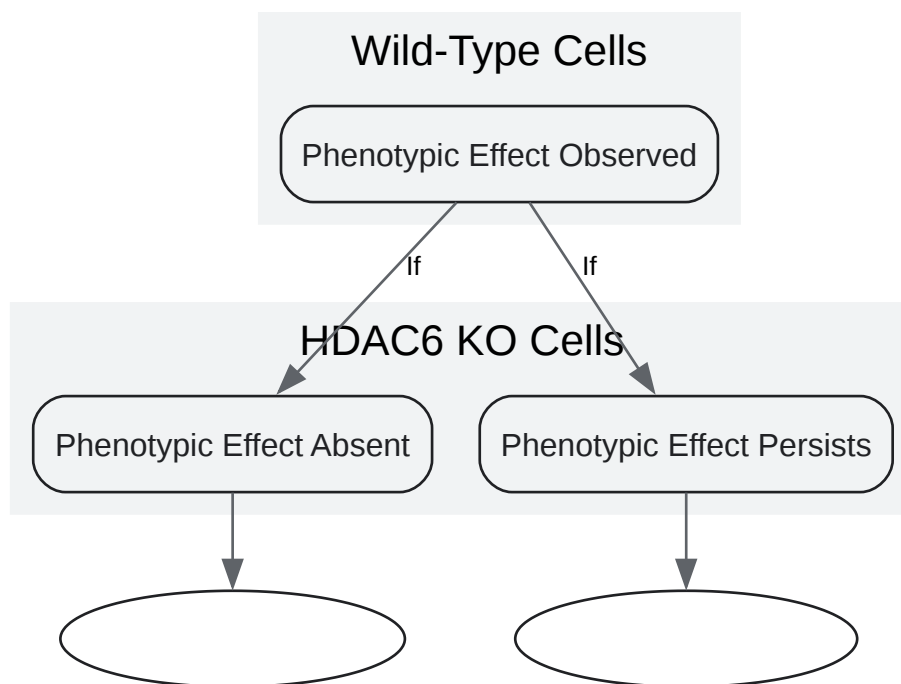 Wild-Type Cells
Phenotypic Effect Observed
If
If
HDAC6 KO Cells
Phenotypic Effect Absent
Phenotypic Effect Persists